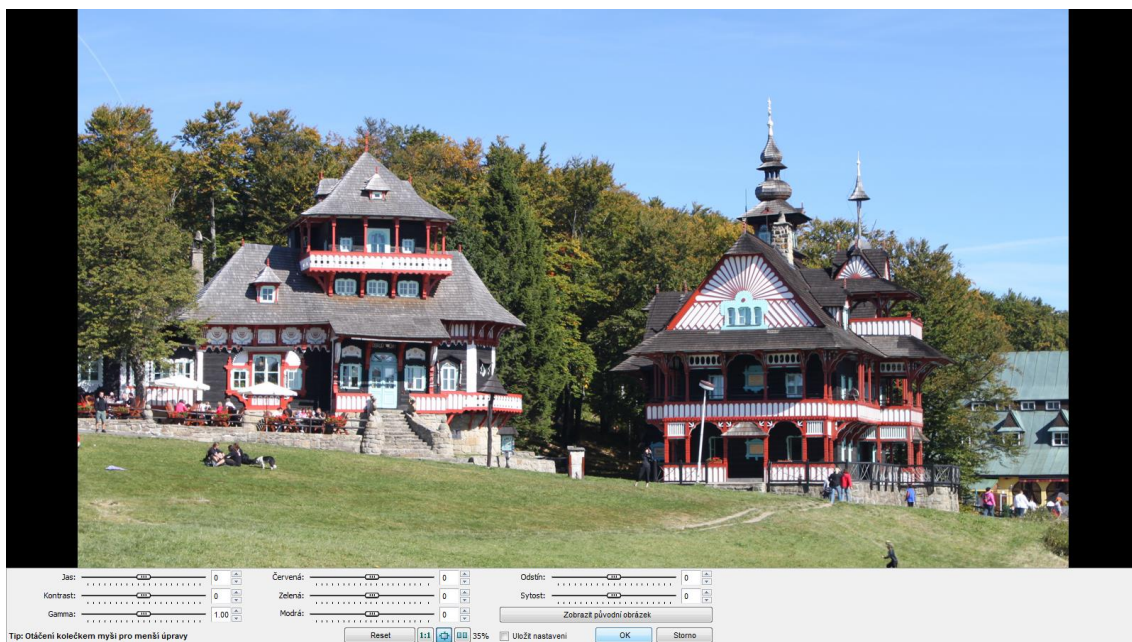 Jas: 0 Červená: 0 Odstín: 0
Kontrast: 0 Zelená: 0 Sytost: 0
Gamma: 1.00 Modrá: 0 Zobrazit původní obrázek
Tip: Otáčení kolečkem myši pro menší úpravy Reset 1:1 35% Uložit nastavení OK Storno